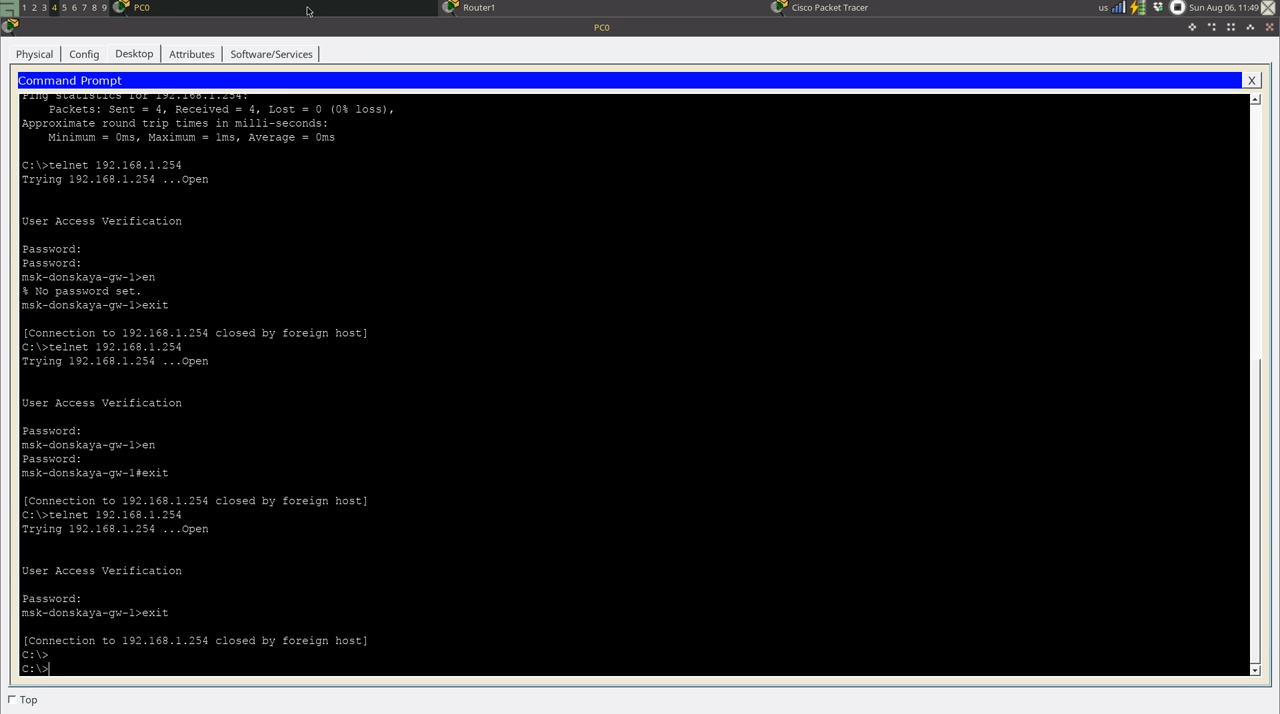 1 2 3 4 5 6 7 8 9 PC0 Router1 Cisco Packet Tracer us Sun Aug 06, 11:49
PC0
Physical Config Desktop Attributes Software/Services
Command Prompt X
Ping statistics for 192.168.1.254:
Packets: Sent = 4, Received = 4, Lost = 0 (0% loss),
Approximate round trip times in milli-seconds:
Minimum = 0ms, Maximum = 1ms, Average = 0ms
C:\>telnet 192.168.1.254
Trying 192.168.1.254 ...Open
User Access Verification
Password:
Password:
msk-donskaya-gw-1>en
% No password set.
msk-donskaya-gw-1>exit
[Connection to 192.168.1.254 closed by foreign host]
C:\>telnet 192.168.1.254
Trying 192.168.1.254 ...Open
User Access Verification
Password:
msk-donskaya-gw-1>en
Password:
msk-donskaya-gw-1#exit
[Connection to 192.168.1.254 closed by foreign host]
C:\>telnet 192.168.1.254
Trying 192.168.1.254 ...Open
User Access Verification
Password:
msk-donskaya-gw-1>exit
[Connection to 192.168.1.254 closed by foreign host]
C:\>
C:\>
Top